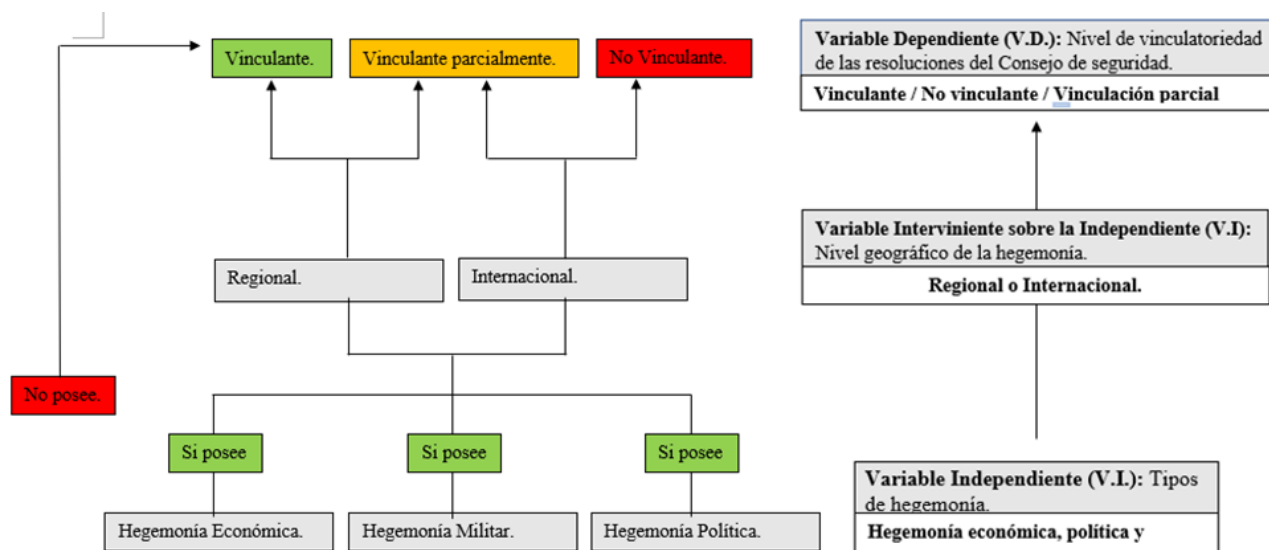 Vinculante.
Vinculante parcialmente.
No Vinculante.
Regional.
Internacional.
No posee.
Si posee
Si posee
Si posee
Hegemonía Económica.
Hegemonía Militar.
Hegemonía Política.
Variable Dependiente (V.D.): Nivel de vinculatoriedad
de las resoluciones del Consejo de seguridad.
Vinculante / No vinculante / Vinculación parcial
Variable Interviniente sobre la Independiente (V.I):
Nivel geográfico de la hegemonía.
Regional o Internacional.
Variable Independiente (V.I.): Tipos
de hegemonía.
Hegemonía económica, política y